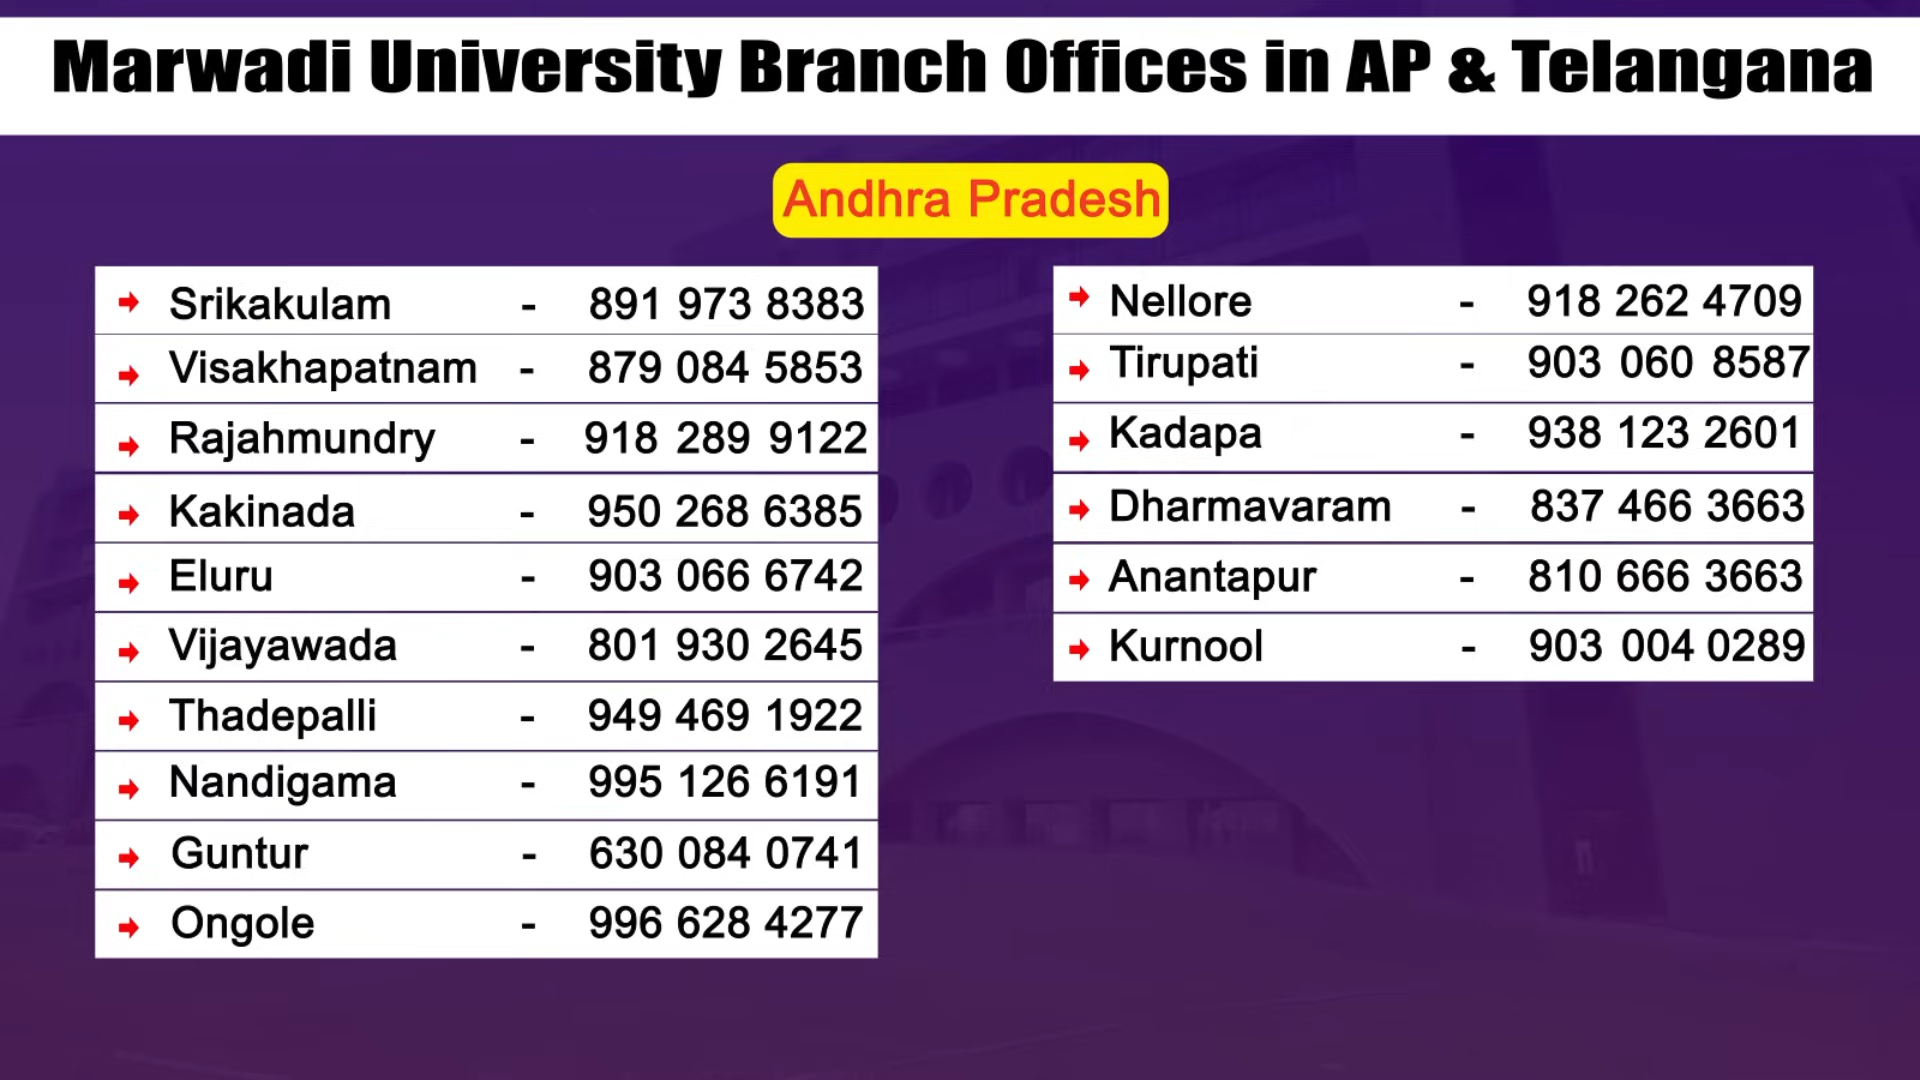 Marwadi University Branch Offices in AP & Telangana
Andhra Pradesh
Srikakulam - 891 973 8383
Visakhapatnam - 879 084 5853
Rajahmundry - 918 289 9122
Kakinada - 950 268 6385
Eluru - 903 066 6742
Vijayawada - 801 930 2645
Thadepalli - 949 469 1922
Nandigama - 995 126 6191
Guntur - 630 084 0741
Ongole - 996 628 4277
Nellore - 918 262 4709
Tirupati - 903 060 8587
Kadapa - 938 123 2601
Dharmavaram - 837 466 3663
Anantapur - 810 666 3663
Kurnool - 903 004 0289